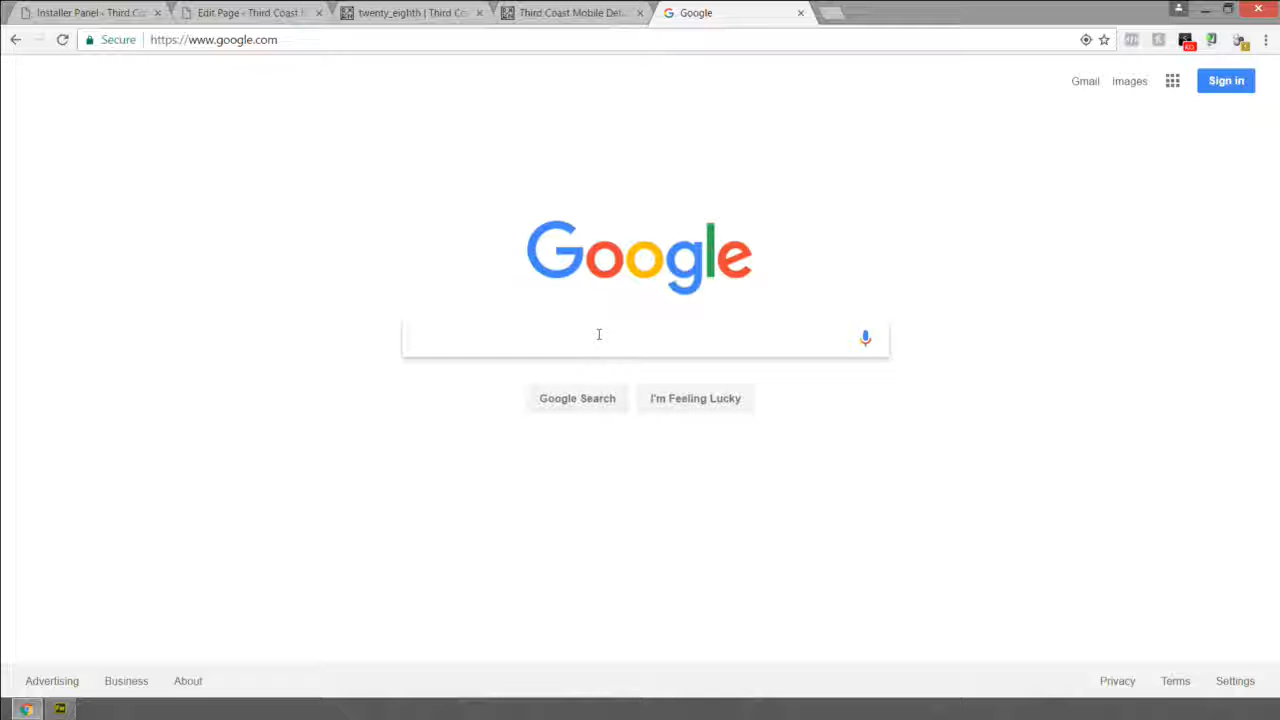 Installer Panel - Third Co
Edit Page - Third Coast
twenty_eighth | Third Co
Third Coast Mobile Det
Google
Secure
https://www.google.com
Gmail
Images
Sign in
Google
Google Search
I'm Feeling Lucky
Advertising
Business
About
Privacy
Terms
Settings